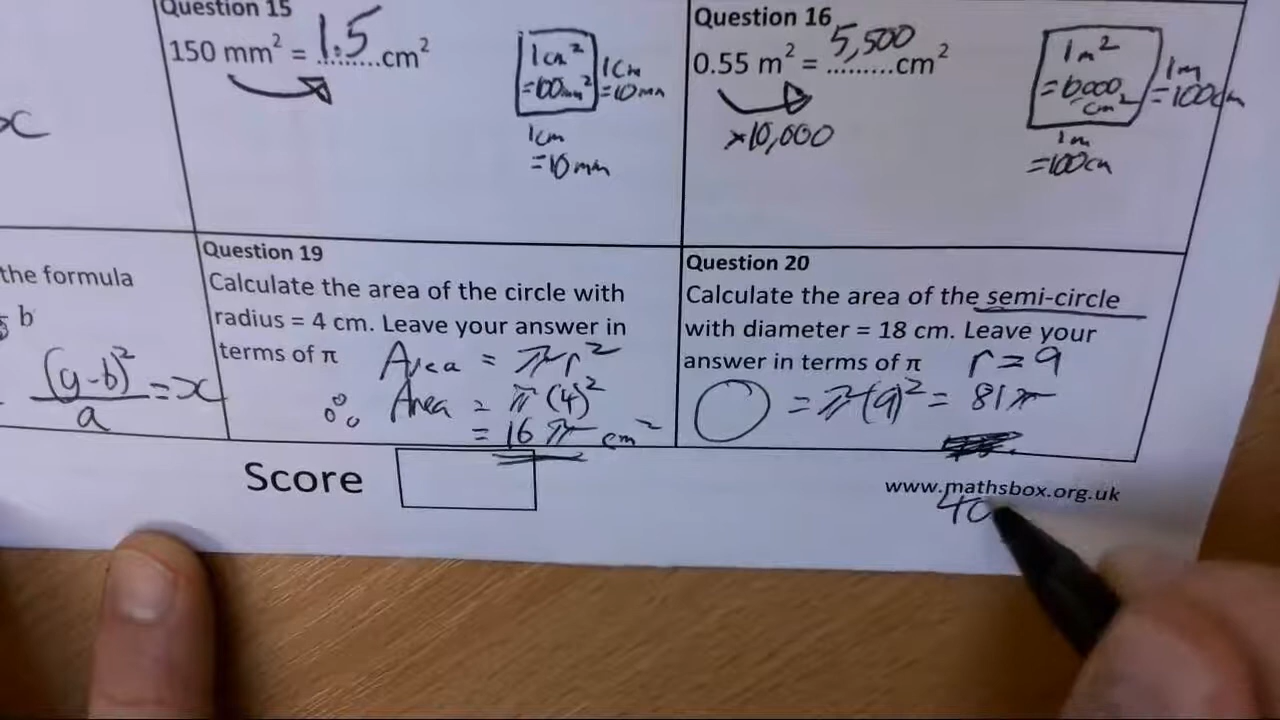 Question 15
150 mm² = 1.5 cm²
1cm²
=100mm²
1cm
=10mm
1cm
=10mm
Question 16
0.55 m² = 5,500 cm²
×10,000
1m²
=10,000
cm²
1m
=100cm
1m
=100cm
x
the formula
b
(y-b)² = x
a
Question 19
Calculate the area of the circle with
radius = 4 cm. Leave your answer in
terms of π
Area = πr²
Area = π(4)²
= 16π cm²
Question 20
Calculate the area of the semi-circle
with diameter = 18 cm. Leave your
answer in terms of π
r=9
= π(9)² = 81π
Score
www.mathsbox.org.uk
40